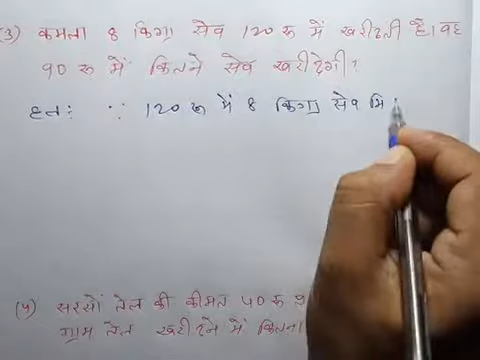 (3) कमला 8 किग्रा सेव 120 रू में खरीदती है। वह
90 रू में कितने सेव खरीदेगी?
हल: ∵ 120 रू में 8 किग्रा सेव मि
(4) सरसों तेल की कीमत 40 रू
ग्राम तेल खरीदने में कितना